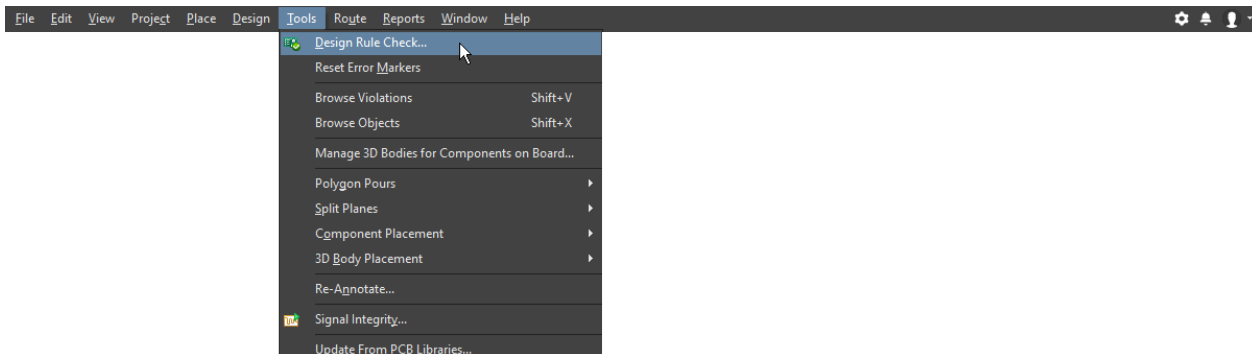 File Edit View Project Place Design Tools Route Reports Window Help
Design Rule Check...
Reset Error Markers
Browse Violations Shift+V
Browse Objects Shift+X
Manage 3D Bodies for Components on Board...
Polygon Pours
Split Planes
Component Placement
3D Body Placement
Re-Annotate...
Signal Integrity...
Update From PCB Libraries...